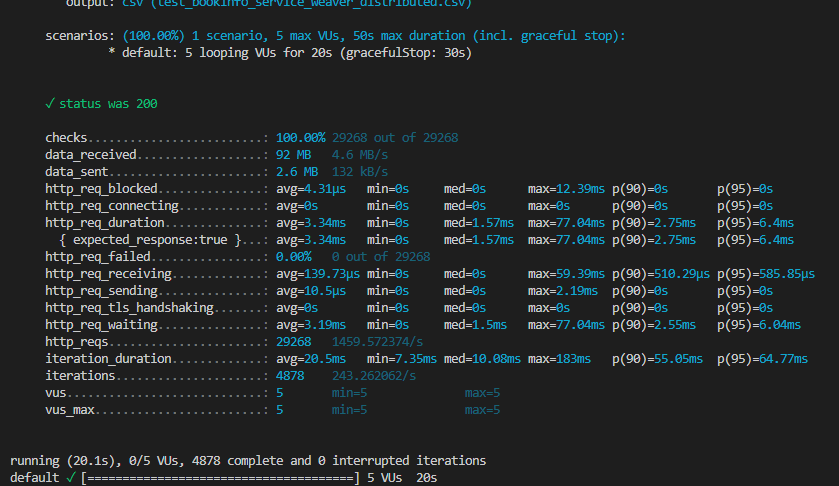 output: csv (test_bookinfo_service_weaver_distributed.csv)
scenarios: (100.00%) 1 scenario, 5 max VUs, 50s max duration (incl. graceful stop):
* default: 5 looping VUs for 20s (gracefulStop: 30s)
✓ status was 200
checks.........................: 100.00% 29268 out of 29268
data_received..................: 92 MB 4.6 MB/s
data_sent......................: 2.6 MB 132 kB/s
http_req_blocked...............: avg=4.31µs min=0s med=0s max=12.39ms p(90)=0s p(95)=0s
http_req_connecting............: avg=0s min=0s med=0s max=0s p(90)=0s p(95)=0s
http_req_duration..............: avg=3.34ms min=0s med=1.57ms max=77.04ms p(90)=2.75ms p(95)=6.4ms
{ expected_response:true }...: avg=3.34ms min=0s med=1.57ms max=77.04ms p(90)=2.75ms p(95)=6.4ms
http_req_failed................: 0.00% 0 out of 29268
http_req_receiving.............: avg=139.73µs min=0s med=0s max=59.39ms p(90)=510.29µs p(95)=585.85µs
http_req_sending...............: avg=10.5µs min=0s med=0s max=2.19ms p(90)=0s p(95)=0s
http_req_tls_handshaking.......: avg=0s min=0s med=0s max=0s p(90)=0s p(95)=0s
http_req_waiting...............: avg=3.19ms min=0s med=1.5ms max=77.04ms p(90)=2.55ms p(95)=6.04ms
http_reqs......................: 29268 1459.572374/s
iteration_duration.............: avg=20.5ms min=7.35ms med=10.08ms max=183ms p(90)=55.05ms p(95)=64.77ms
iterations.....................: 4878 243.262062/s
vus............................: 5 min=5 max=5
vus_max........................: 5 min=5 max=5
running (20.1s), 0/5 VUs, 4878 complete and 0 interrupted iterations
default ✓ [======================================] 5 VUs 20s